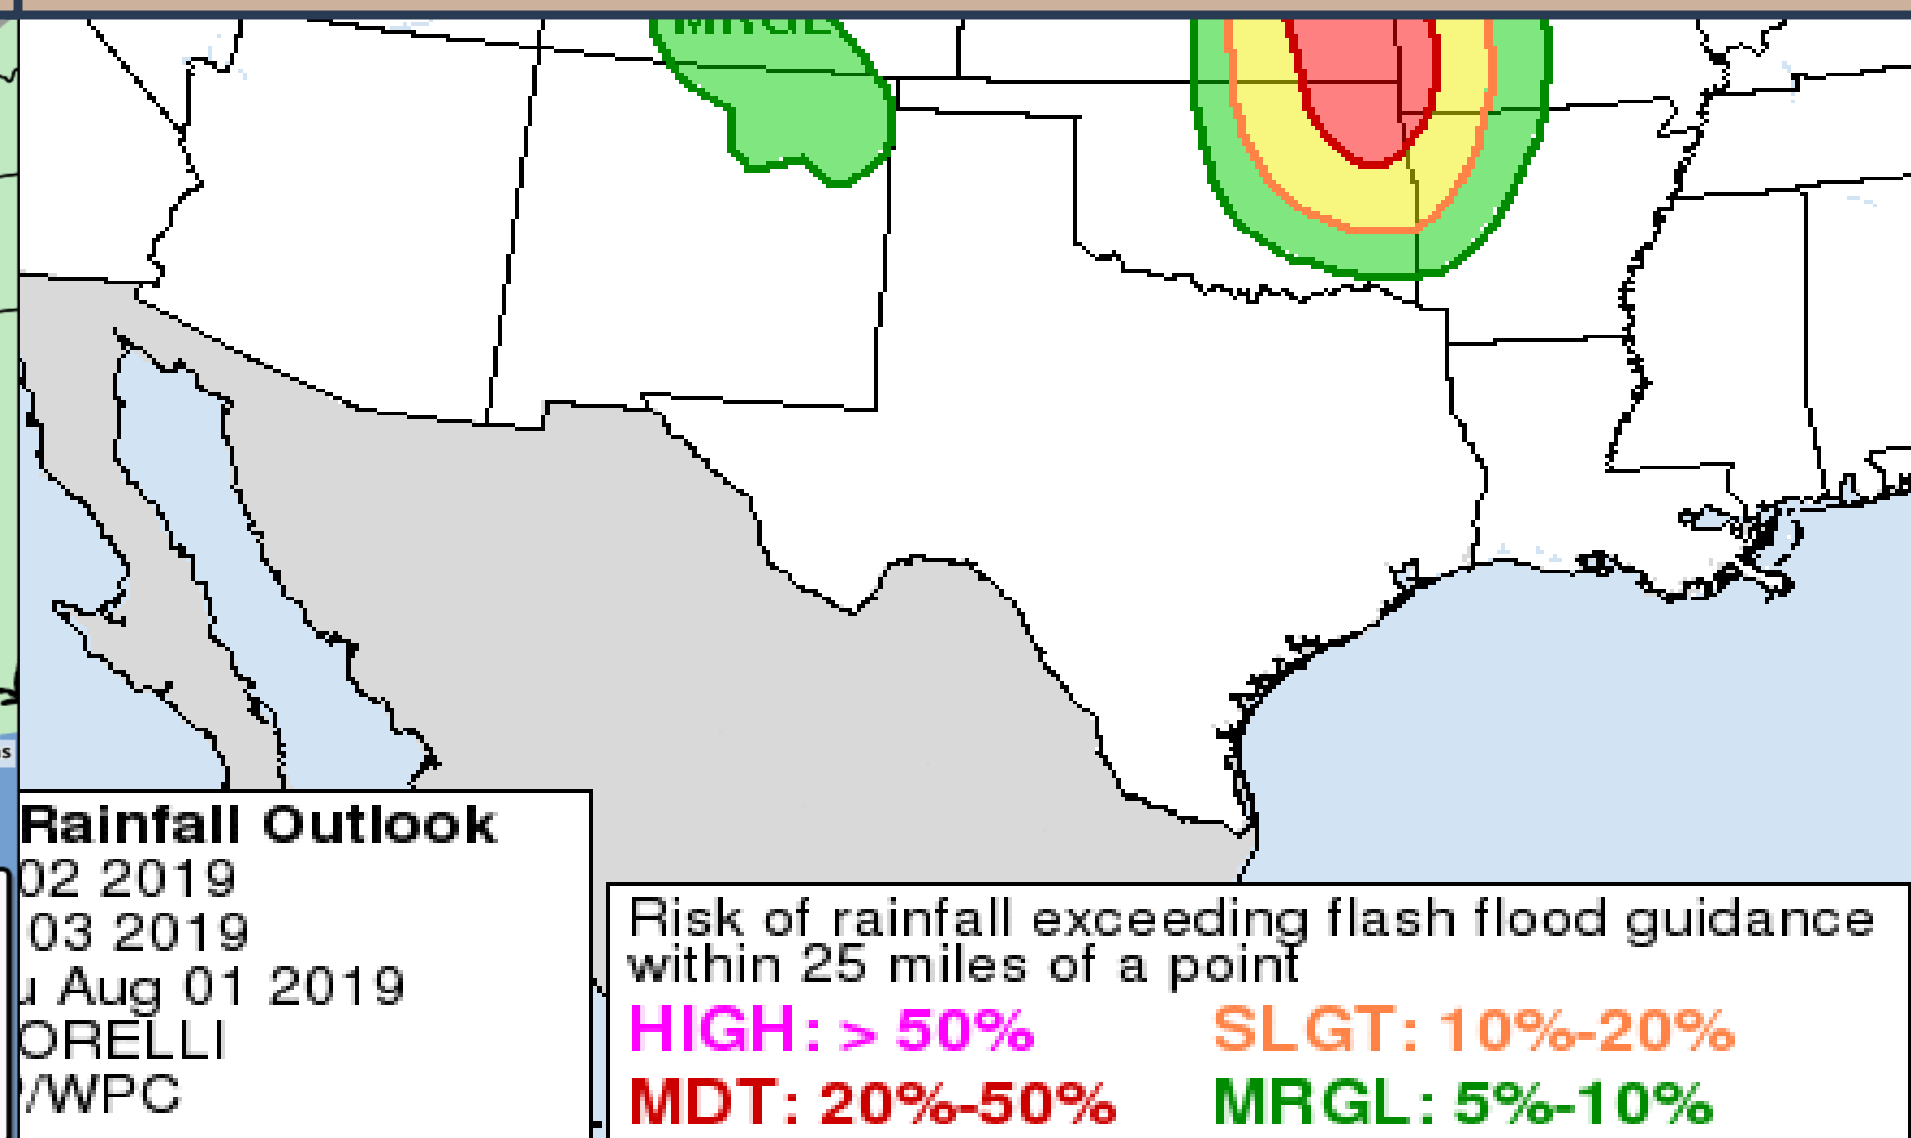 MRGL
s
Rainfall Outlook
02 2019
03 2019
u Aug 01 2019
ORELLI
/WPC
Risk of rainfall exceeding flash flood guidance
within 25 miles of a point
HIGH: > 50% SLGT: 10%-20%
MDT: 20%-50% MRGL: 5%-10%